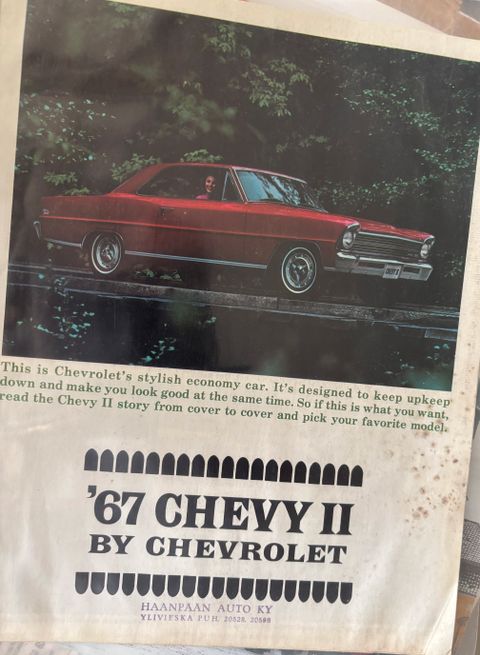 This is Chevrolet's stylish economy car. It's designed to keep upkeep
down and make you look good at the same time. So if this is what you want,
read the Chevy II story from cover to cover and pick your favorite model.
'67 CHEVY II
BY CHEVROLET
HAANPÄÄN AUTO KY
YLIVIESKA PUH. 20528, 20598